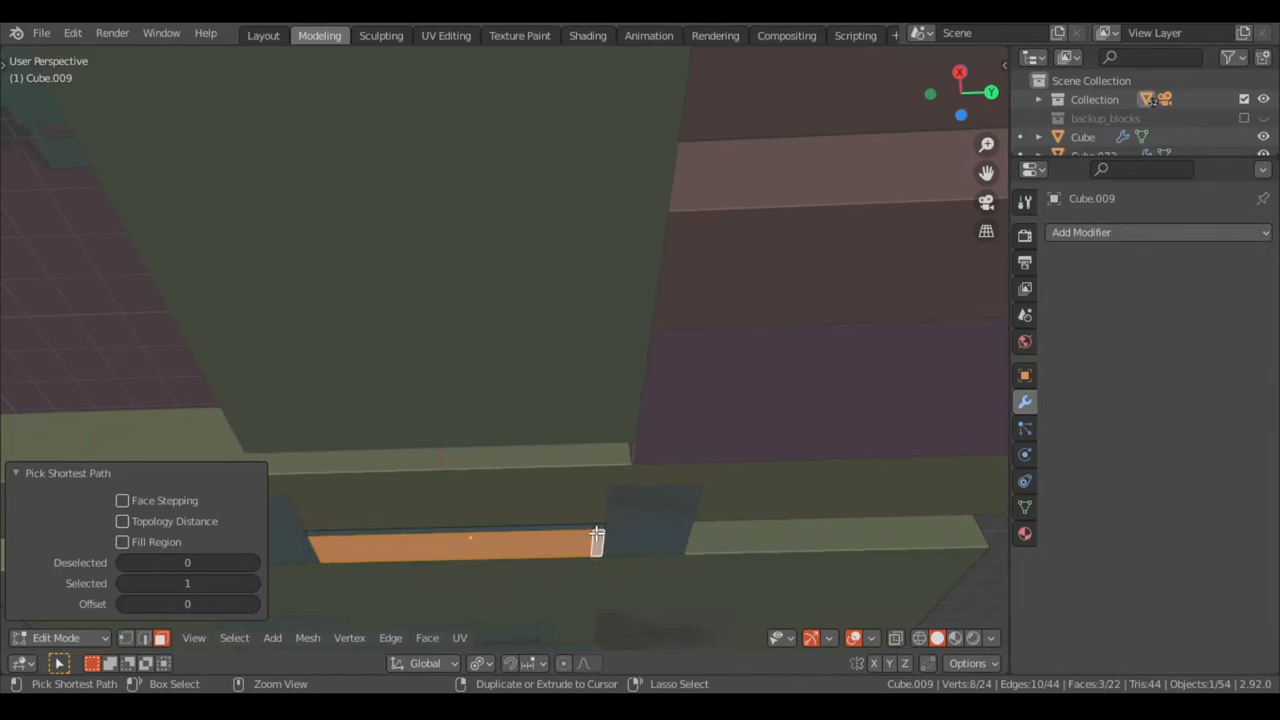 File Edit Render Window Help Layout Modeling Sculpting UV Editing Texture Paint Shading Animation Rendering Compositing Scripting + Scene View Layer
User Perspective
(1) Cube.009
X
Y
Scene Collection
Collection 52
backup_blocks
Cube
Cube.009
Add Modifier
Pick Shortest Path
Face Stepping
Topology Distance
Fill Region
Deselected 0
Selected 1
Offset 0
Edit Mode View Select Add Mesh Vertex Edge Face UV
Global X Y Z Options
Pick Shortest Path Box Select Zoom View Duplicate or Extrude to Cursor Lasso Select Cube.009 | Verts:8/24 | Edges:10/44 | Faces:3/22 | Tris:44 | Objects:1/54 | 2.92.0